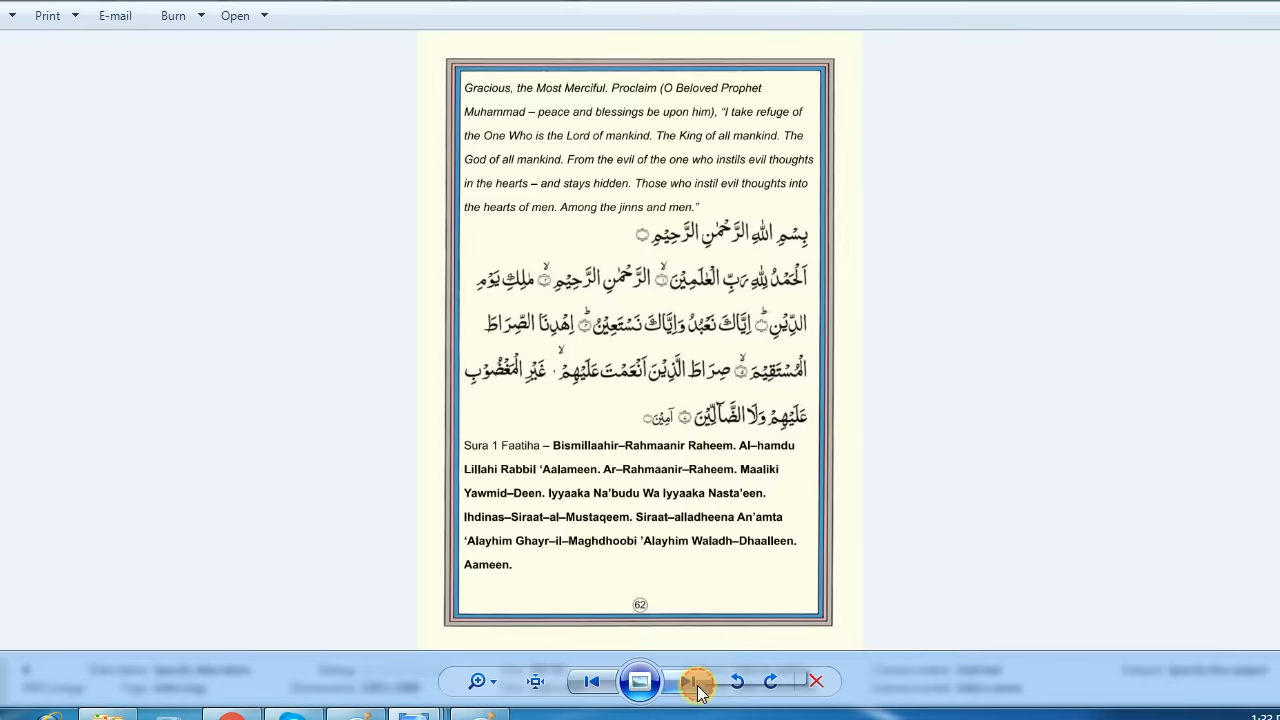 Print E-mail Burn Open
Gracious, the Most Merciful. Proclaim (O Beloved Prophet
Muhammad – peace and blessings be upon him), “I take refuge of
the One Who is the Lord of mankind. The King of all mankind. The
God of all mankind. From the evil of the one who instils evil thoughts
in the hearts – and stays hidden. Those who instil evil thoughts into
the hearts of men. Among the jinns and men.”
بِسْمِ اللّٰهِ الرَّحْمٰنِ الرَّحِيْمِ
اَلْحَمْدُ لِلّٰهِ رَبِّ الْعٰلَمِيْنَ ۙ الرَّحْمٰنِ الرَّحِيْمِ ۙ مٰلِكِ يَوْمِ
الدِّيْنِ ؕ اِيَّاكَ نَعْبُدُ وَاِيَّاكَ نَسْتَعِيْنُ ؕ اِهْدِنَا الصِّرَاطَ
الْمُسْتَقِيْمَ ۙ صِرَاطَ الَّذِيْنَ اَنْعَمْتَ عَلَيْهِمْ ۙ غَيْرِ الْمَغْضُوْبِ
عَلَيْهِمْ وَلَا الضَّآلِّيْنَ آمِيْن
Sura 1 Faatiha – Bismillaahir–Rahmaanir Raheem. Al–hamdu
Lillahi Rabbil ‘Aalameen. Ar–Rahmaanir–Raheem. Maaliki
Yawmid–Deen. Iyyaaka Na’budu Wa Iyyaaka Nasta’een.
Ihdinas–Siraat–al–Mustaqeem. Siraat–alladheena An’amta
‘Alayhim Ghayr–il–Maghdhoobi ’Alayhim Waladh–Dhaalleen.
Aameen.
62